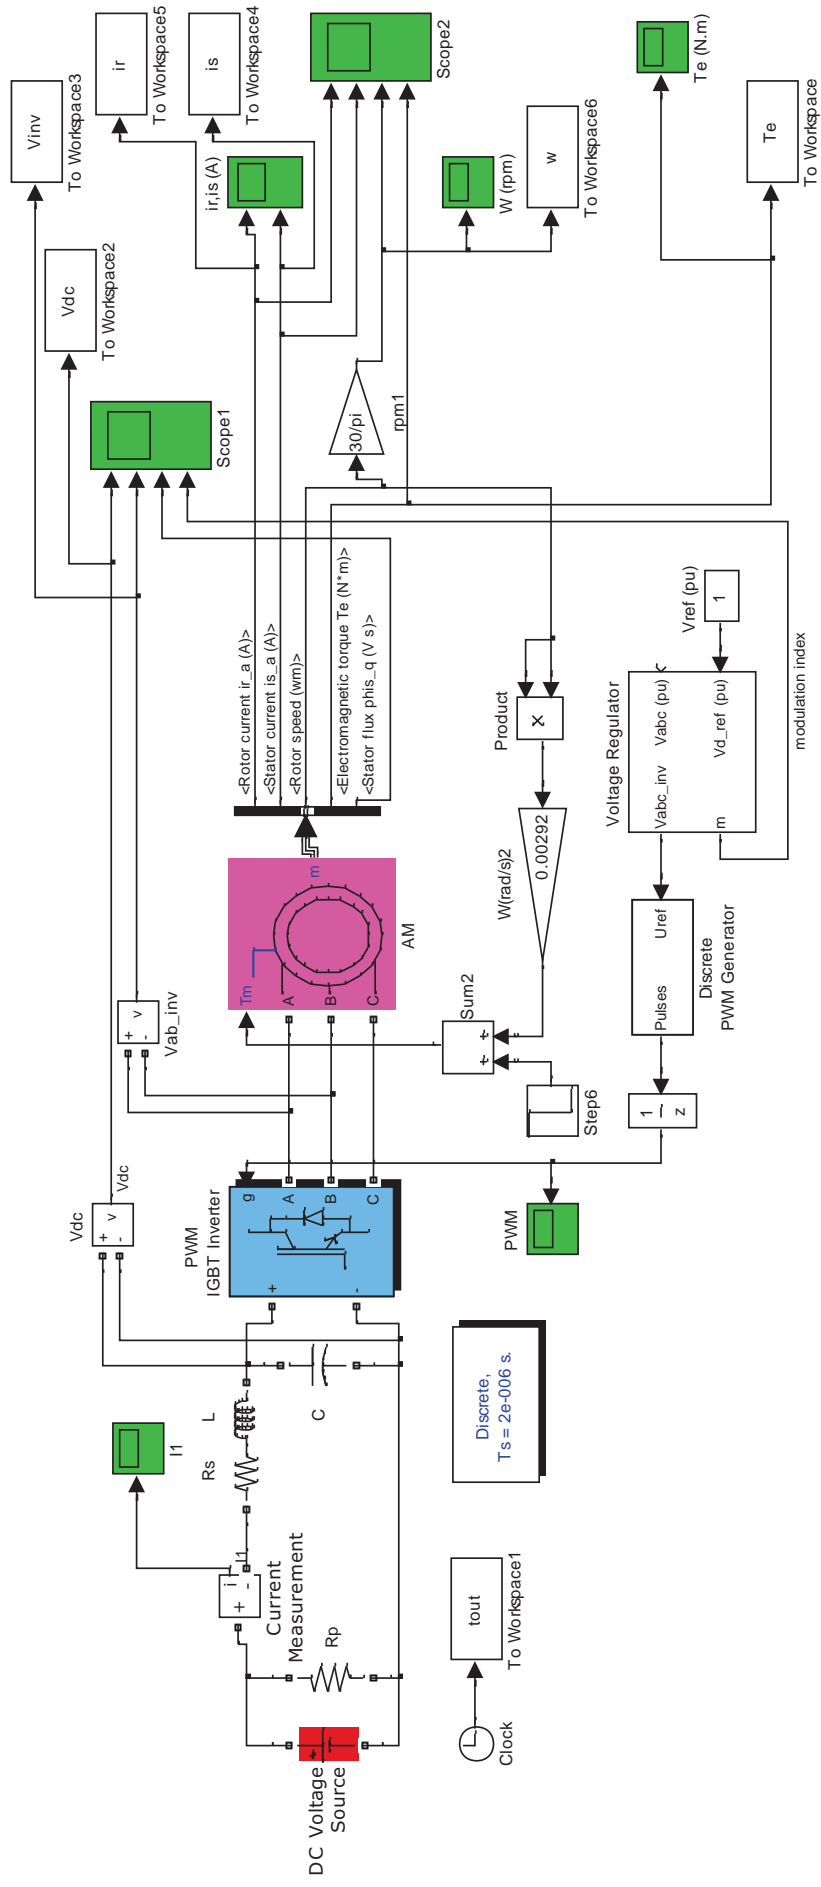 DC Voltage
Source
+
Rp
Current
Measurement
+
-
i
I1
I1
Rs
L
C
Clock
tout
To Workspace1
Discrete,
Ts = 2e-006 s.
Vdc
+
-
v
Vdc
PWM
IGBT Inverter
+
-
g
A
B
C
PWM
Vab_inv
+
-
v
Tm
A
B
C
m
AM
Step6
Sum2
+
+
W(rad/s)2
0.00292
Product
x
1
z
Pulses
Uref
Discrete
PWM Generator
Voltage Regulator
Vabc_inv
Vabc (pu)
m
Vd_ref (pu)
Vref (pu)
1
modulation index
<Rotor current ir_a (A)>
<Stator current is_a (A)>
<Rotor speed (wm)>
<Electromagnetic torque Te (N*m)>
<Stator flux phis_q (V s)>
Scope1
30/pi
rpm1
Vdc
To Workspace2
Vinv
To Workspace3
ir
To Workspace5
is
To Workspace4
ir,is (A)
Scope2
W (rpm)
w
To Workspace6
Te (N.m)
Te
To Workspace